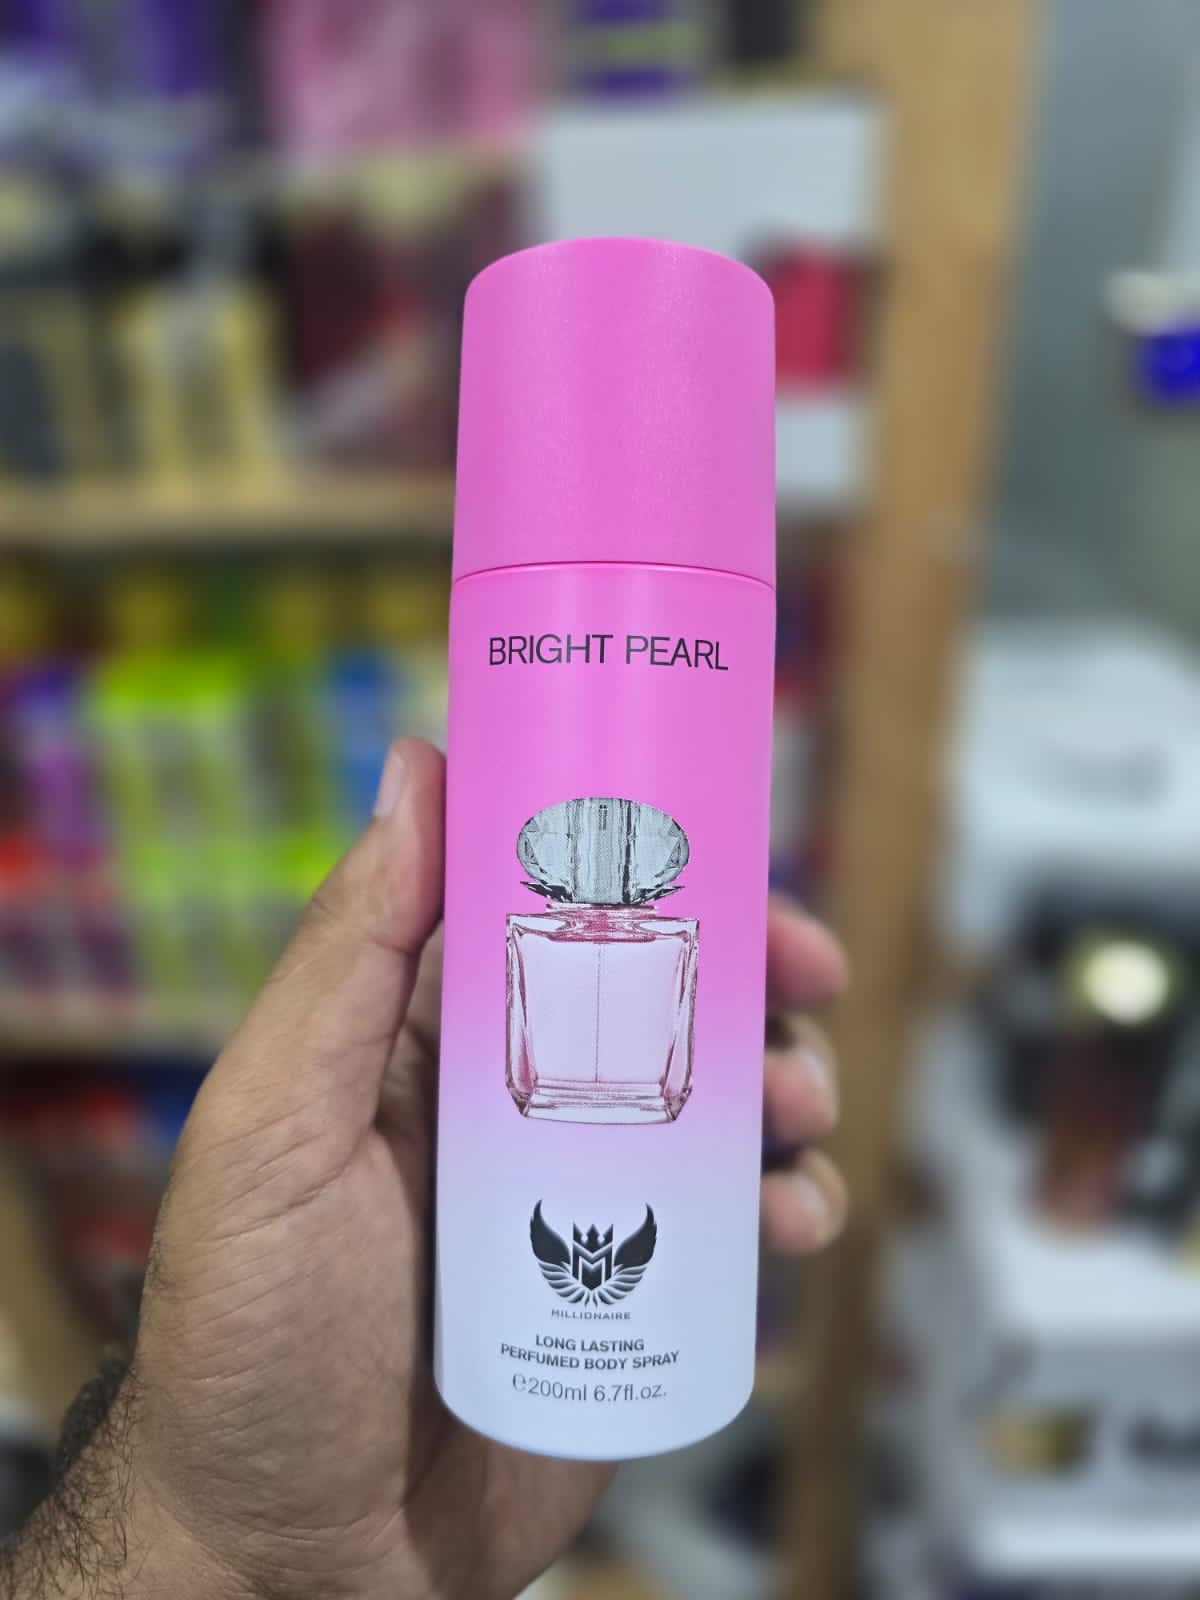 BRIGHT PEARL
MILLIONAIRE
LONG LASTING
PERFUMED BODY SPRAY
℮200ml 6.7fl.oz.